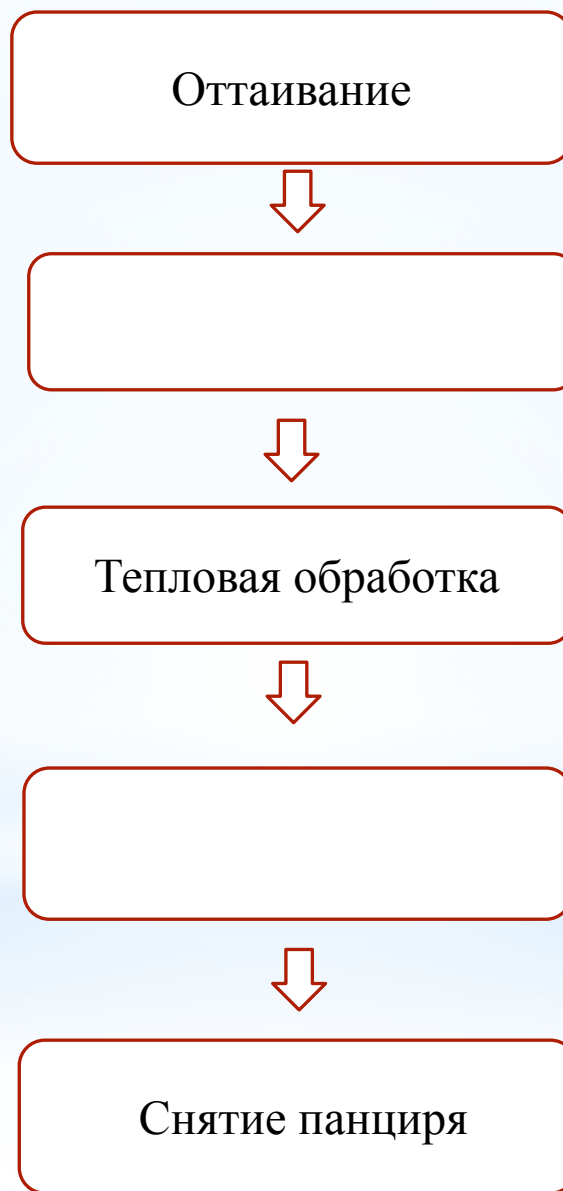 Оттаивание
Тепловая обработка
Снятие панциря